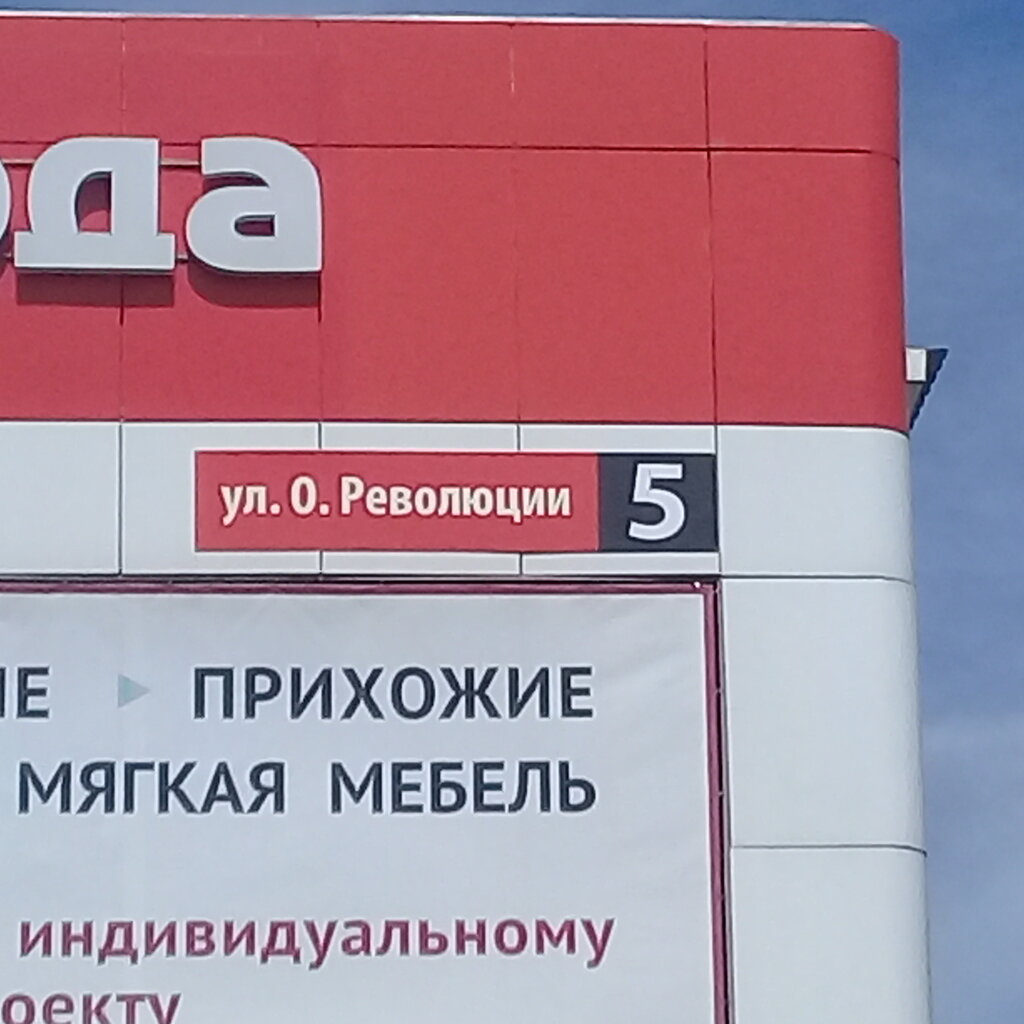 да
ул. О. Революции 5
ПРИХОЖИЕ
МЯГКАЯ МЕБЕЛЬ
индивидуальному